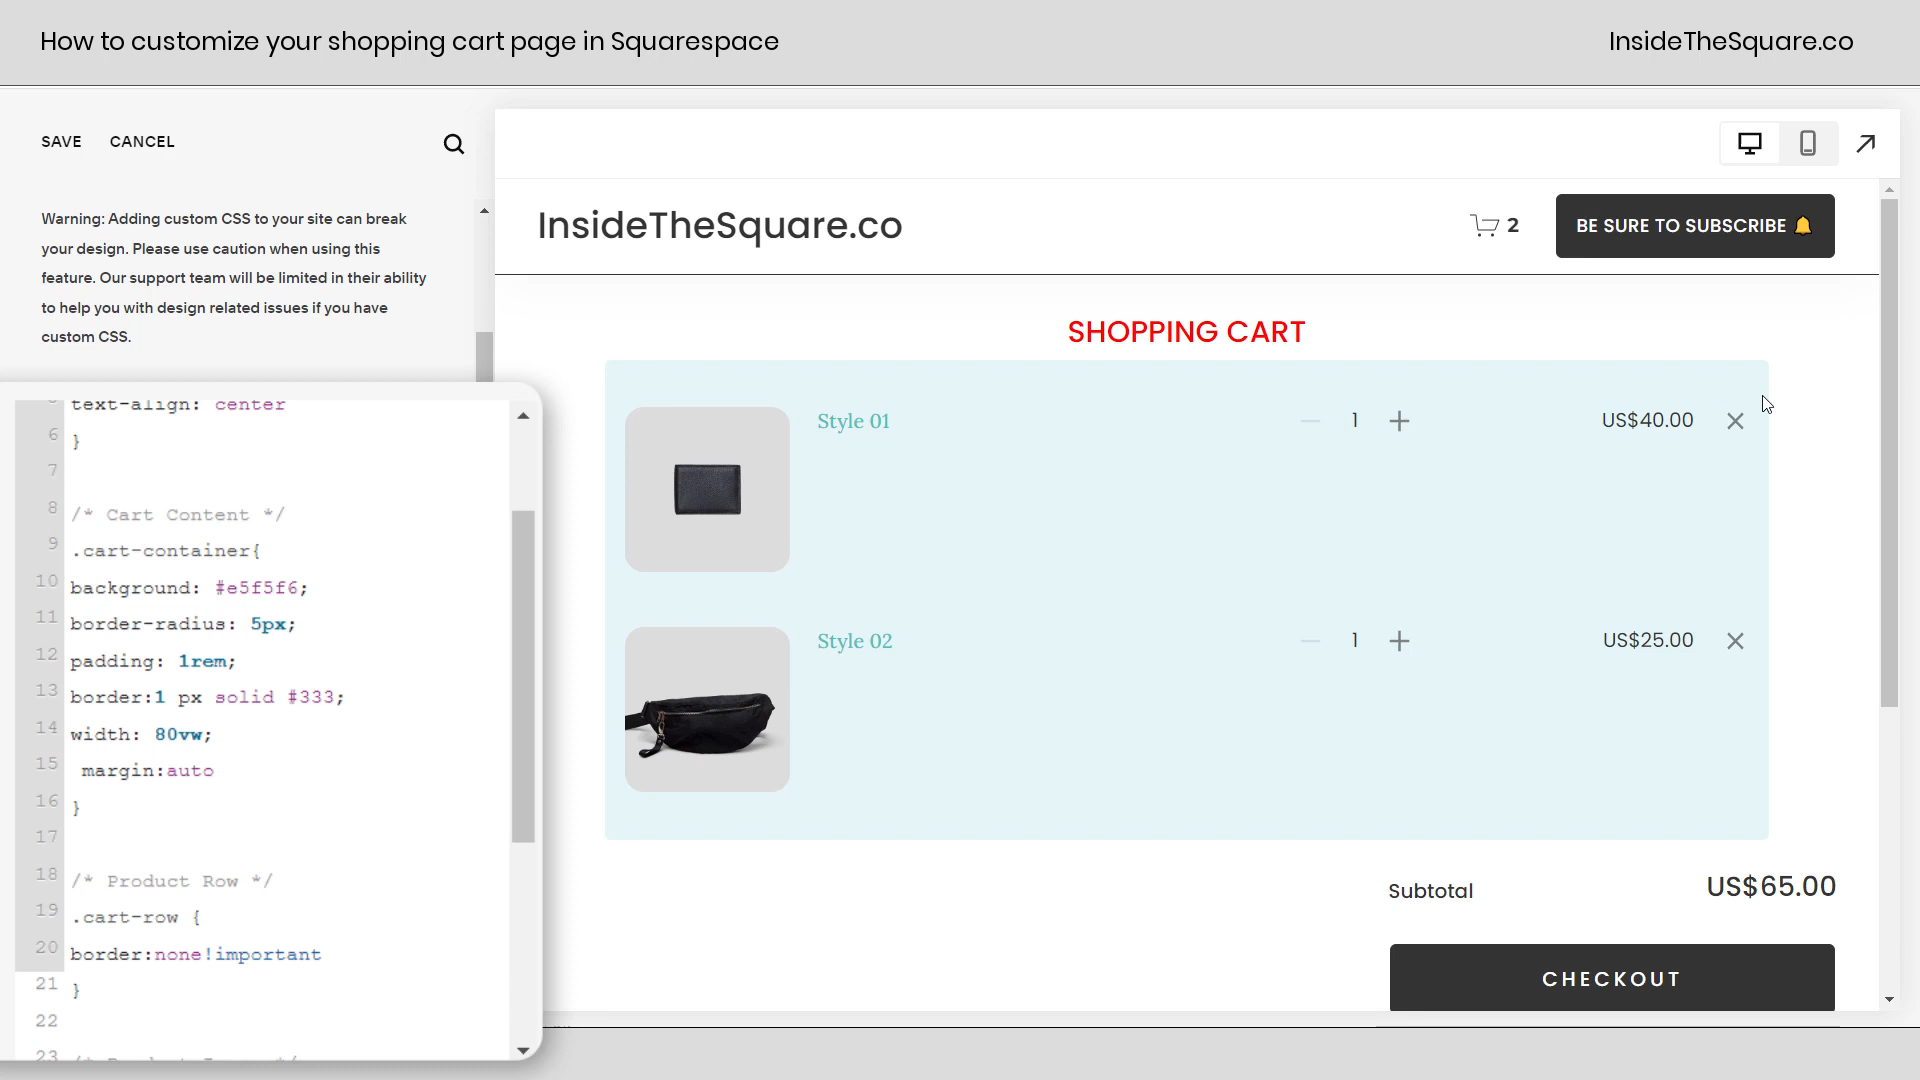 How to customize your shopping cart page in Squarespace
InsideTheSquare.co
SAVE CANCEL
Warning: Adding custom CSS to your site can break
your design. Please use caution when using this
feature. Our support team will be limited in their ability
to help you with design related issues if you have
custom CSS.
text-align: center
6 }
7
8 /* Cart Content */
9 .cart-container{
10 background: #e5f5f6;
11 border-radius: 5px;
12 padding: 1rem;
13 border:1 px solid #333;
14 width: 80vw;
15 margin:auto
16 }
17
18 /* Product Row */
19 .cart-row {
20 border:none!important
21 }
22
23
InsideTheSquare.co
2
BE SURE TO SUBSCRIBE 🔔
SHOPPING CART
Style 01 — 1 + US$40.00 ×
Style 02 — 1 + US$25.00 ×
Subtotal US$65.00
CHECKOUT